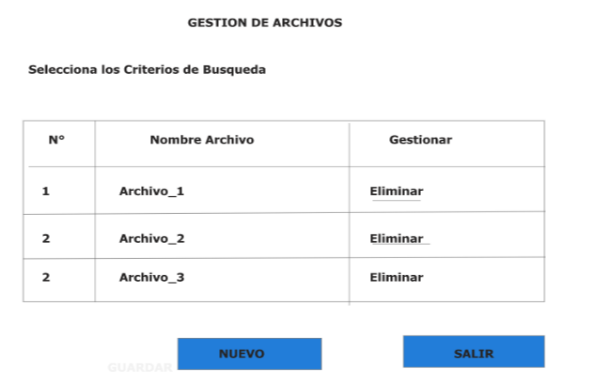 GESTION DE ARCHIVOS
Selecciona los Criterios de Busqueda
N° Nombre Archivo Gestionar
1 Archivo_1 Eliminar
2 Archivo_2 Eliminar
2 Archivo_3 Eliminar
GUARDAR NUEVO SALIR